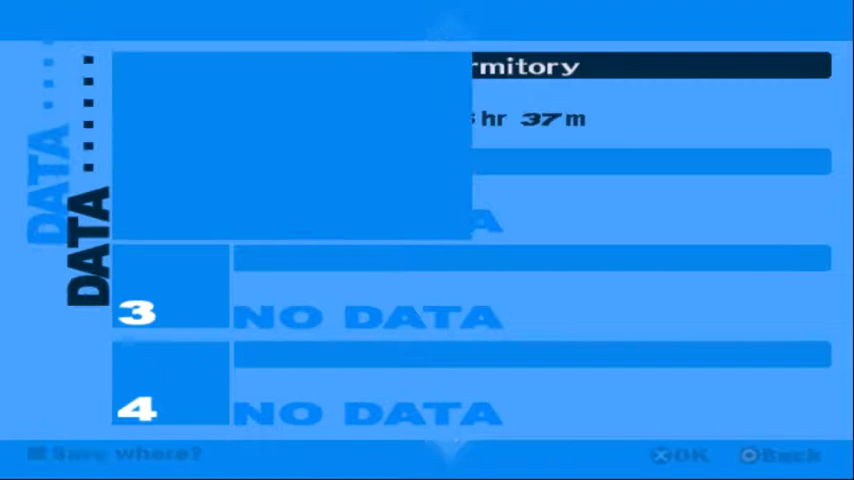 DATA
DATA
rmitory
hr 37m
A
3
NO DATA
4
NO DATA
Save where?
OK
Back